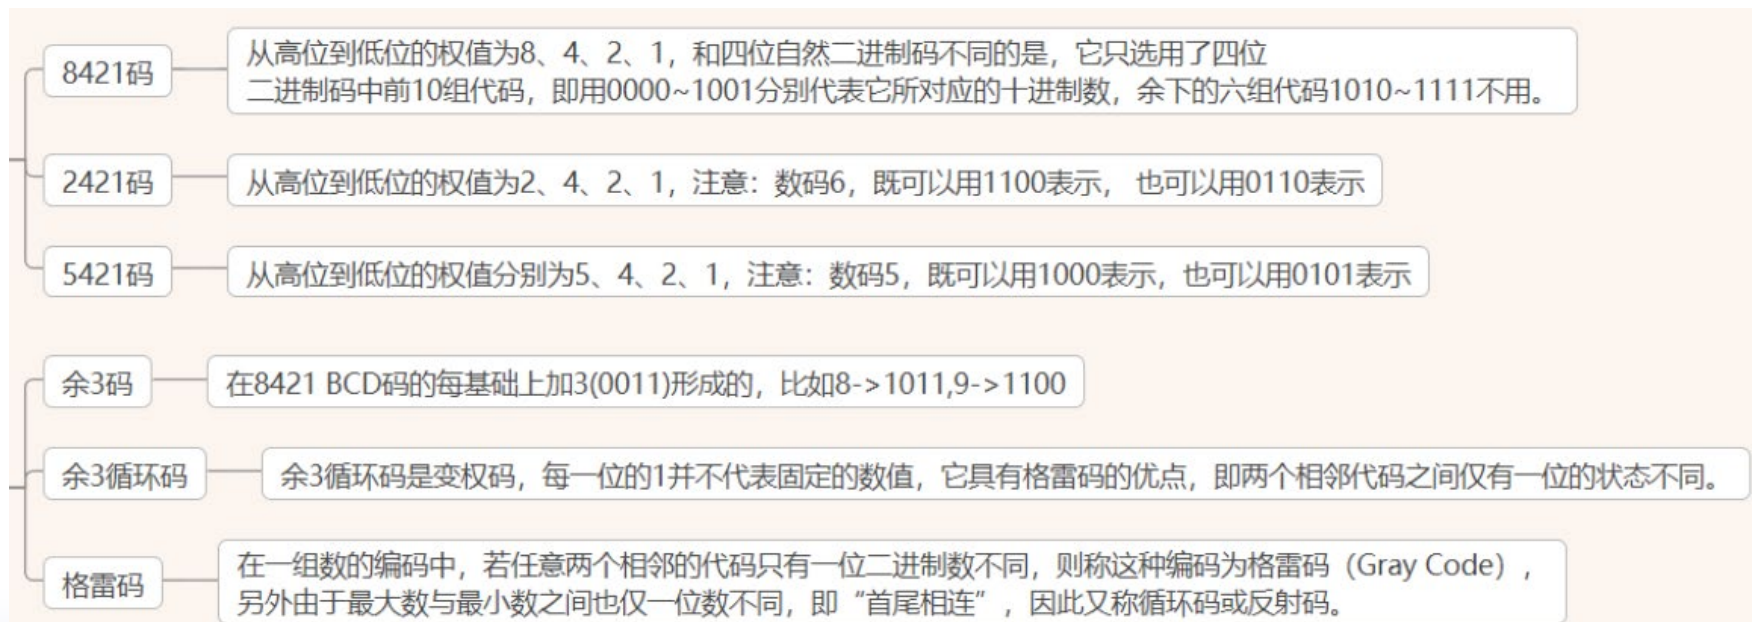 8421码
从高位到低位的权值为8、4、2、1，和四位自然二进制码不同的是，它只选用了四位
二进制码中前10组代码，即用0000~1001分别代表它所对应的十进制数，余下的六组代码1010~1111不用。
2421码
从高位到低位的权值为2、4、2、1，注意：数码6，既可以用1100表示， 也可以用0110表示
5421码
从高位到低位的权值分别为5、4、2、1，注意：数码5，既可以用1000表示，也可以用0101表示
余3码
在8421 BCD码的每基础上加3(0011)形成的，比如8->1011,9->1100
余3循环码
余3循环码是变权码，每一位的1并不代表固定的数值，它具有格雷码的优点，即两个相邻代码之间仅有一位的状态不同。
格雷码
在一组数的编码中，若任意两个相邻的代码只有一位二进制数不同，则称这种编码为格雷码（Gray Code），
另外由于最大数与最小数之间也仅一位数不同，即“首尾相连”，因此又称循环码或反射码。